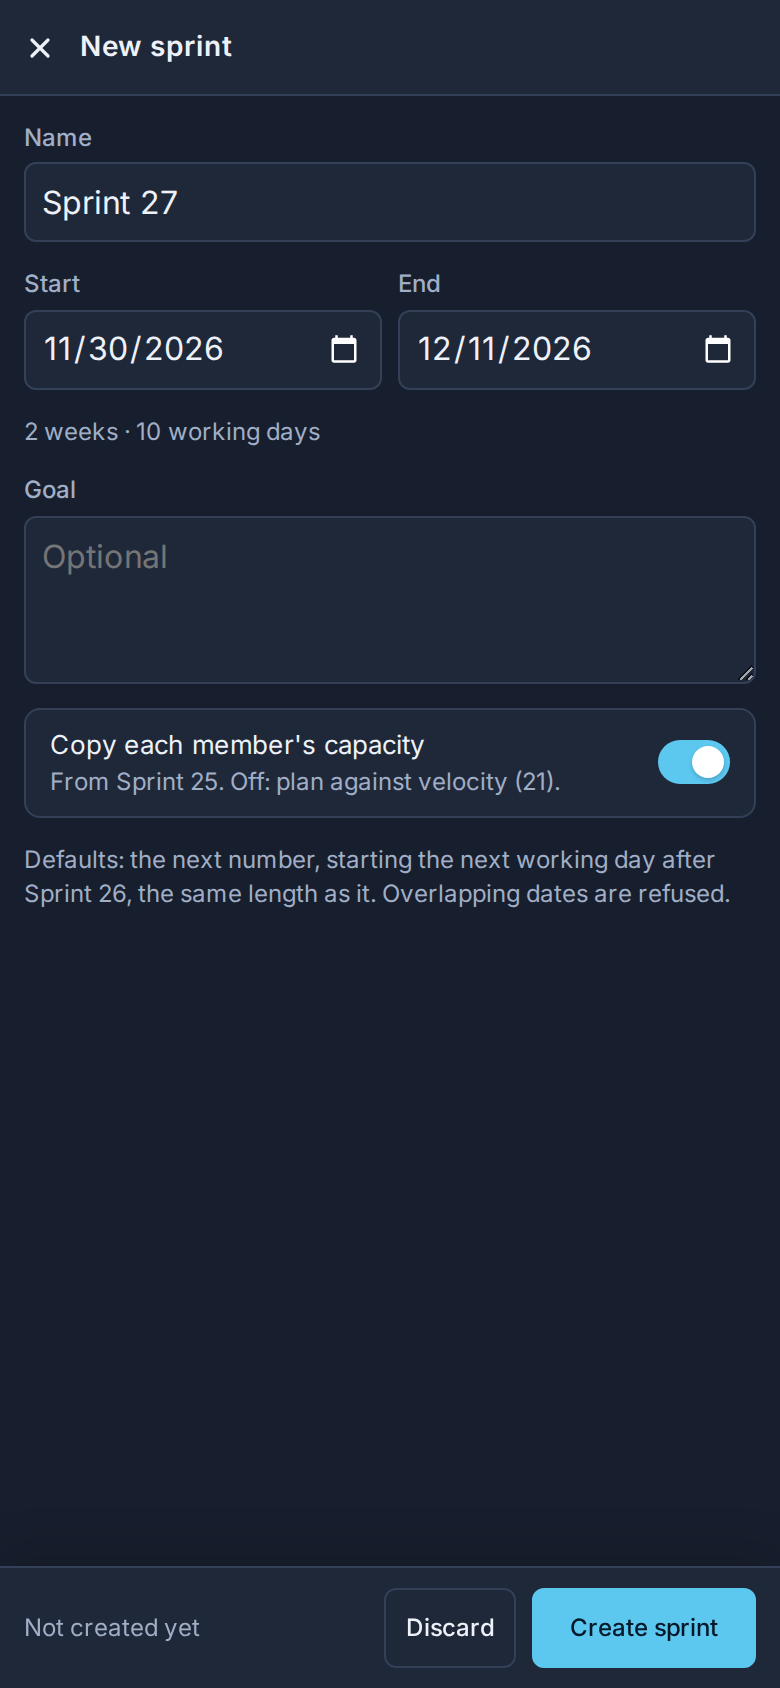 New sprint
Name
Sprint 27
Start
End
11/30/2026
12/11/2026
2 weeks · 10 working days
Goal
Optional
Copy each member's capacity
From Sprint 25. Off: plan against velocity (21).
Defaults: the next number, starting the next working day after
Sprint 26, the same length as it. Overlapping dates are refused.
Not created yet
Discard
Create sprint